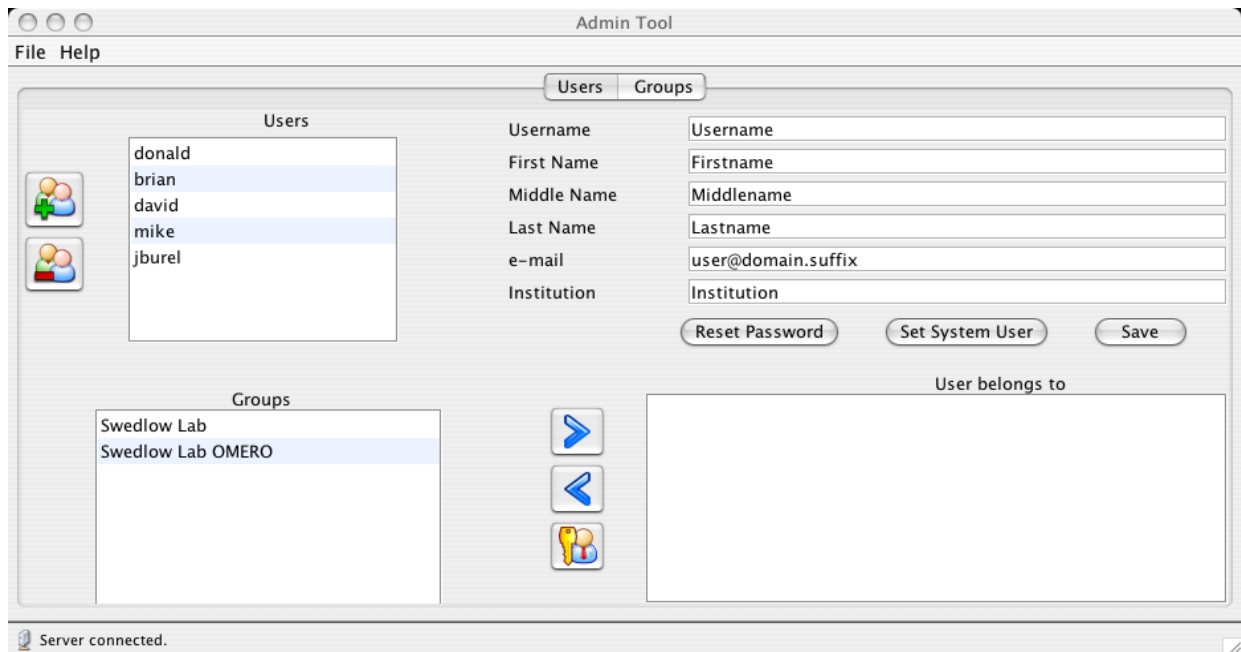 Admin Tool
File Help
Users Groups
Users
donald
brian
david
mike
jburel
Username Username
First Name Firstname
Middle Name Middlename
Last Name Lastname
e-mail user@domain.suffix
Institution Institution
Reset Password Set System User Save
Groups
Swedlow Lab
Swedlow Lab OMERO
User belongs to
Server connected.